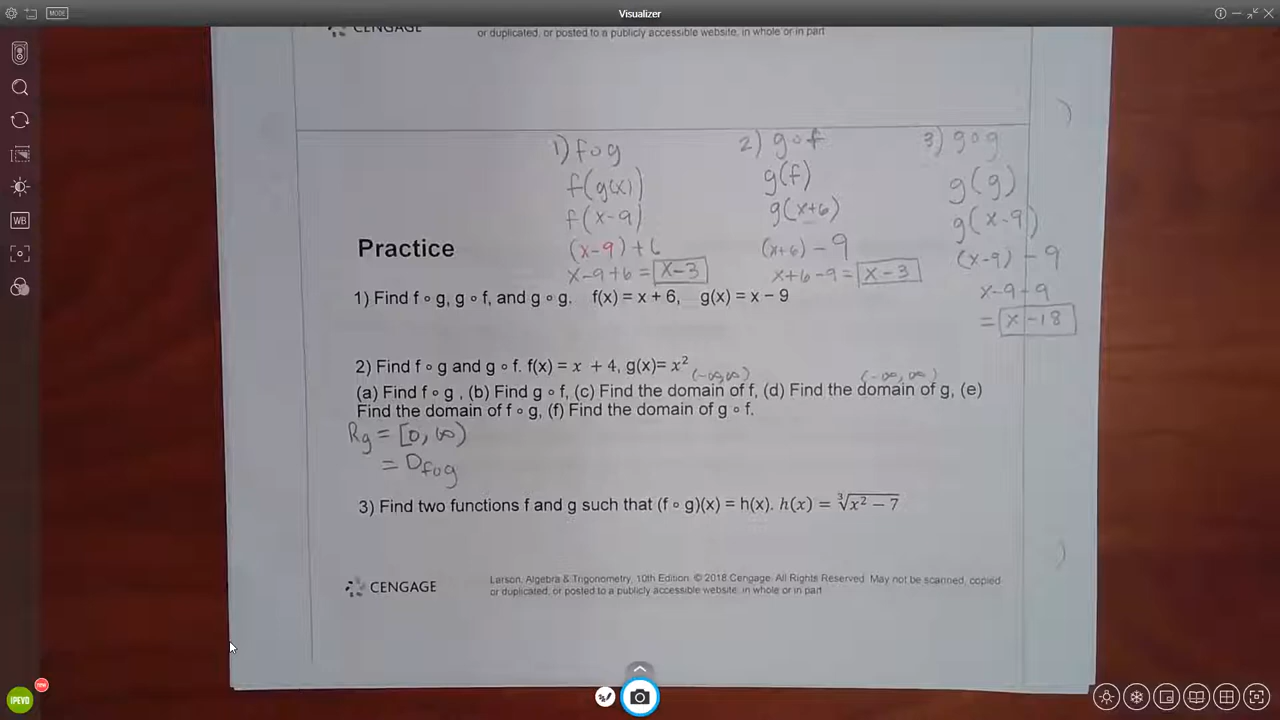 MODE
Visualizer
CENGAGE
or duplicated, or posted to a publicly accessible website, in whole or in part
1) f∘g
f(g(x))
f(x-9)
(x-9)+6
x-9+6 = x-3
2) g∘f
g(f)
g(x+6)
(x+6)-9
x+6-9 = x-3
3) g∘g
g(g)
g(x-9)
(x-9)-9
x-9-9
= x-18
Practice
1) Find f ∘ g, g ∘ f, and g ∘ g. f(x) = x + 6, g(x) = x − 9
2) Find f ∘ g and g ∘ f. f(x) = x + 4, g(x)= x²
(-∞,∞) (-∞,∞)
(a) Find f ∘ g , (b) Find g ∘ f, (c) Find the domain of f, (d) Find the domain of g, (e)
Find the domain of f ∘ g, (f) Find the domain of g ∘ f.
Rg = [0, ∞)
= Df∘g
3) Find two functions f and g such that (f ∘ g)(x) = h(x). h(x) = ∛(x² − 7)
CENGAGE
Larson, Algebra & Trigonometry, 10th Edition. © 2018 Cengage. All Rights Reserved. May not be scanned, copied
or duplicated, or posted to a publicly accessible website, in whole or in part
WB
IPEVO
new